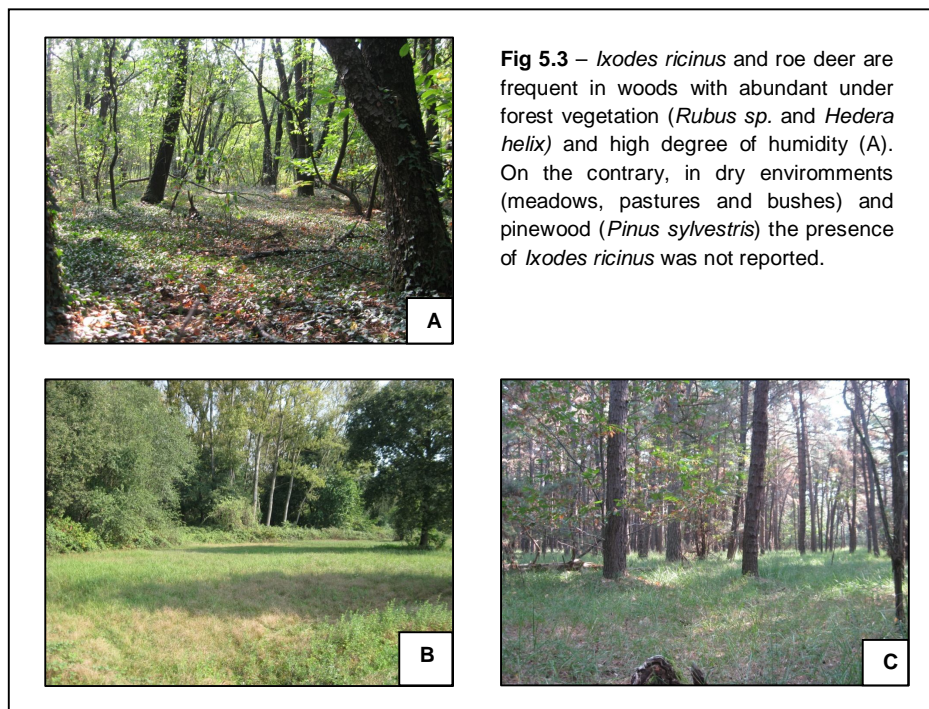 Fig 5.3 – Ixodes ricinus and roe deer are
frequent in woods with abundant under
forest vegetation (Rubus sp. and Hedera
helix) and high degree of humidity (A).
On the contrary, in dry enviromments
(meadows, pastures and bushes) and
pinewood (Pinus sylvestris) the presence
of Ixodes ricinus was not reported.
A
B
C